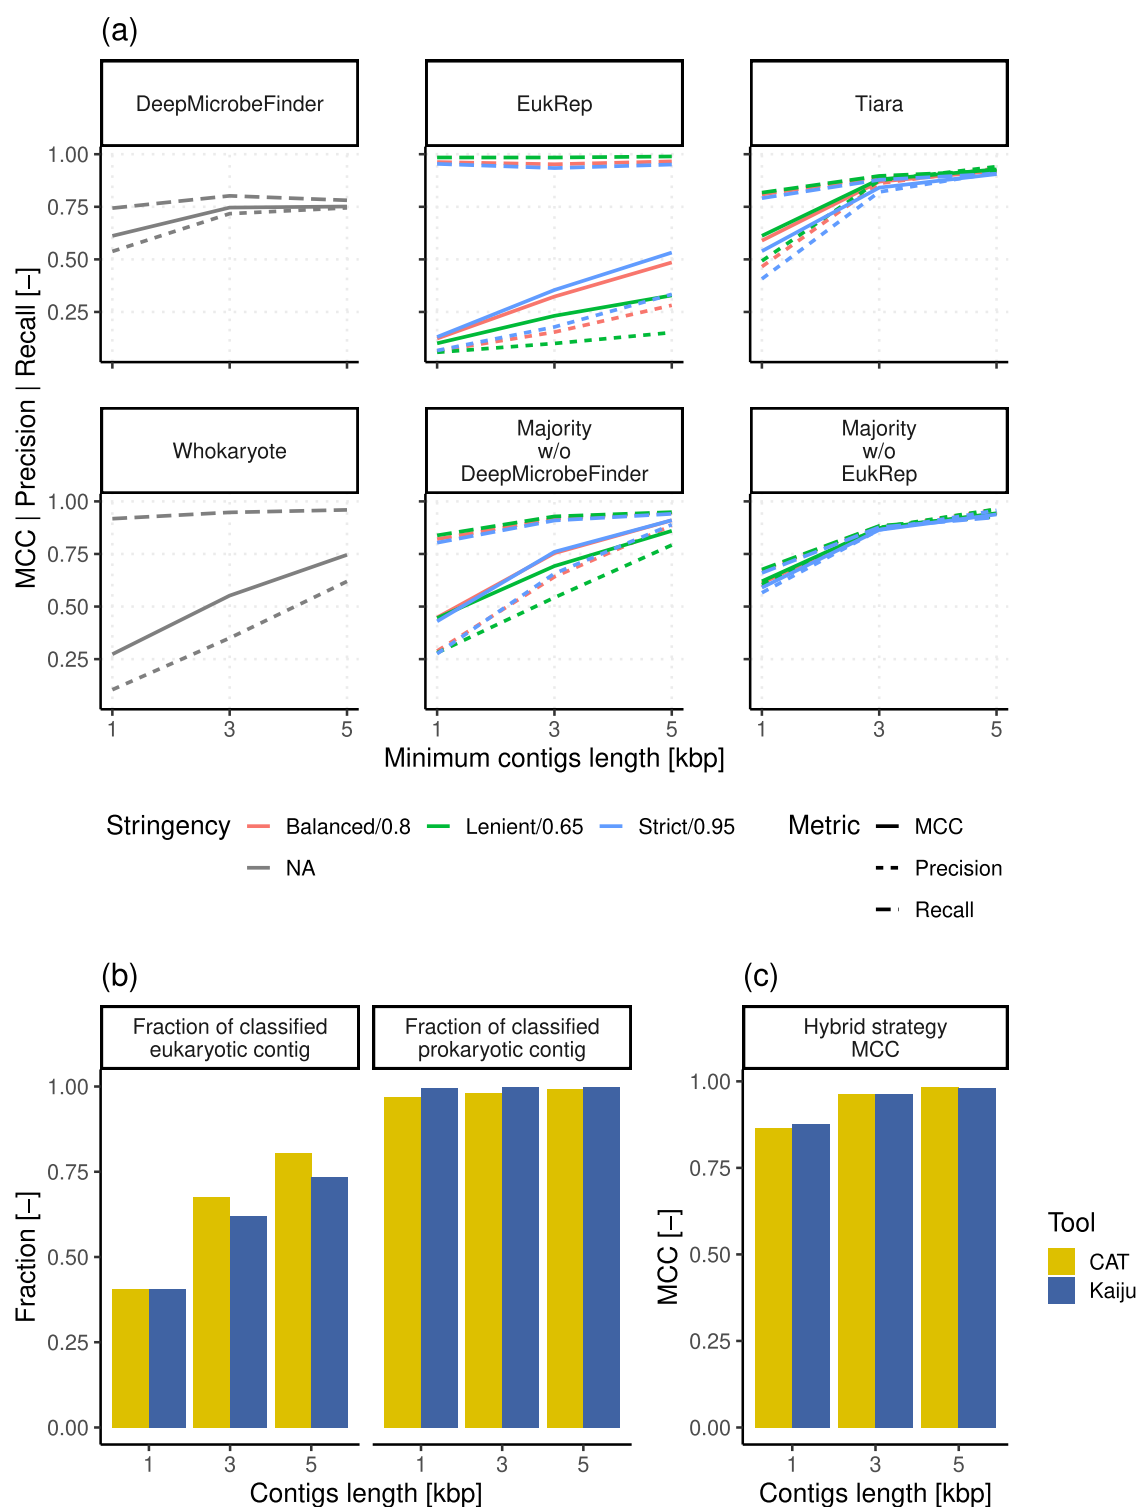 (a)
DeepMicrobeFinder
EukRep
Tiara
1.00
0.75
0.50
0.25
Whokaryote
Majority
w/o
DeepMicrobeFinder
Majority
w/o
EukRep
1.00
0.75
0.50
0.25
1 3 5
1 3 5
1 3 5
MCC | Precision | Recall [−]
Minimum contigs length [kbp]
Stringency
Balanced/0.8
Lenient/0.65
Strict/0.95
NA
Metric
MCC
Precision
Recall
(b)
Fraction of classified
eukaryotic contig
Fraction of classified
prokaryotic contig
1.00
0.75
0.50
0.25
0.00
Fraction [−]
1 3 5
1 3 5
Contigs length [kbp]
(c)
Hybrid strategy
MCC
1.00
0.75
0.50
0.25
0.00
MCC [−]
1 3 5
Contigs length [kbp]
Tool
CAT
Kaiju